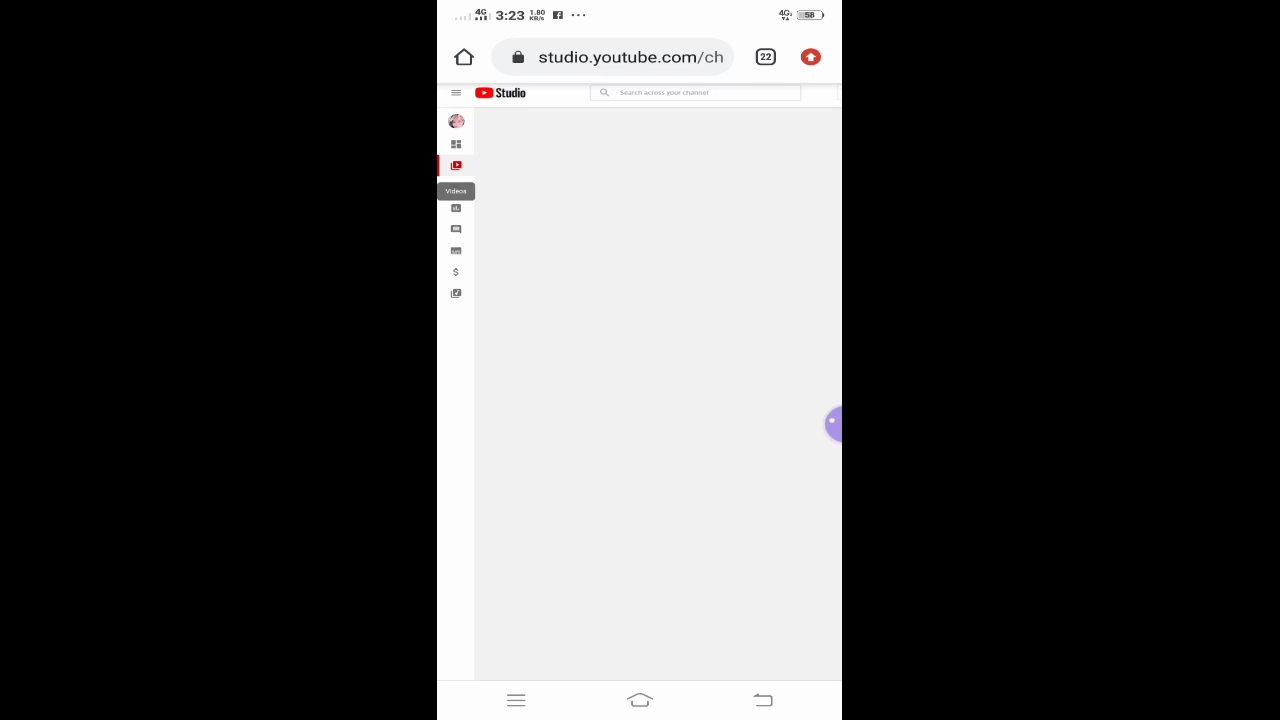 4G 3:23 1.80 KB/s ... 4G 58
studio.youtube.com/ch 22
Studio Search across your channel
Videos
$